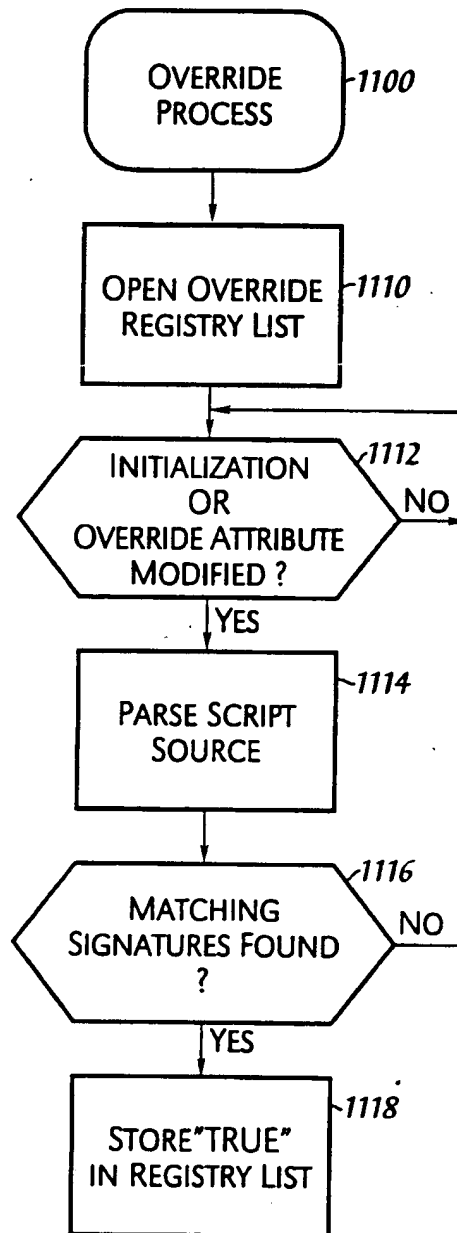 OVERRIDE
PROCESS
1100
OPEN OVERRIDE
REGISTRY LIST
1110
INITIALIZATION
OR
OVERRIDE ATTRIBUTE
MODIFIED ?
1112
NO
YES
PARSE SCRIPT
SOURCE
1114
MATCHING
SIGNATURES FOUND
?
1116
NO
YES
STORE"TRUE"
IN REGISTRY LIST
1118